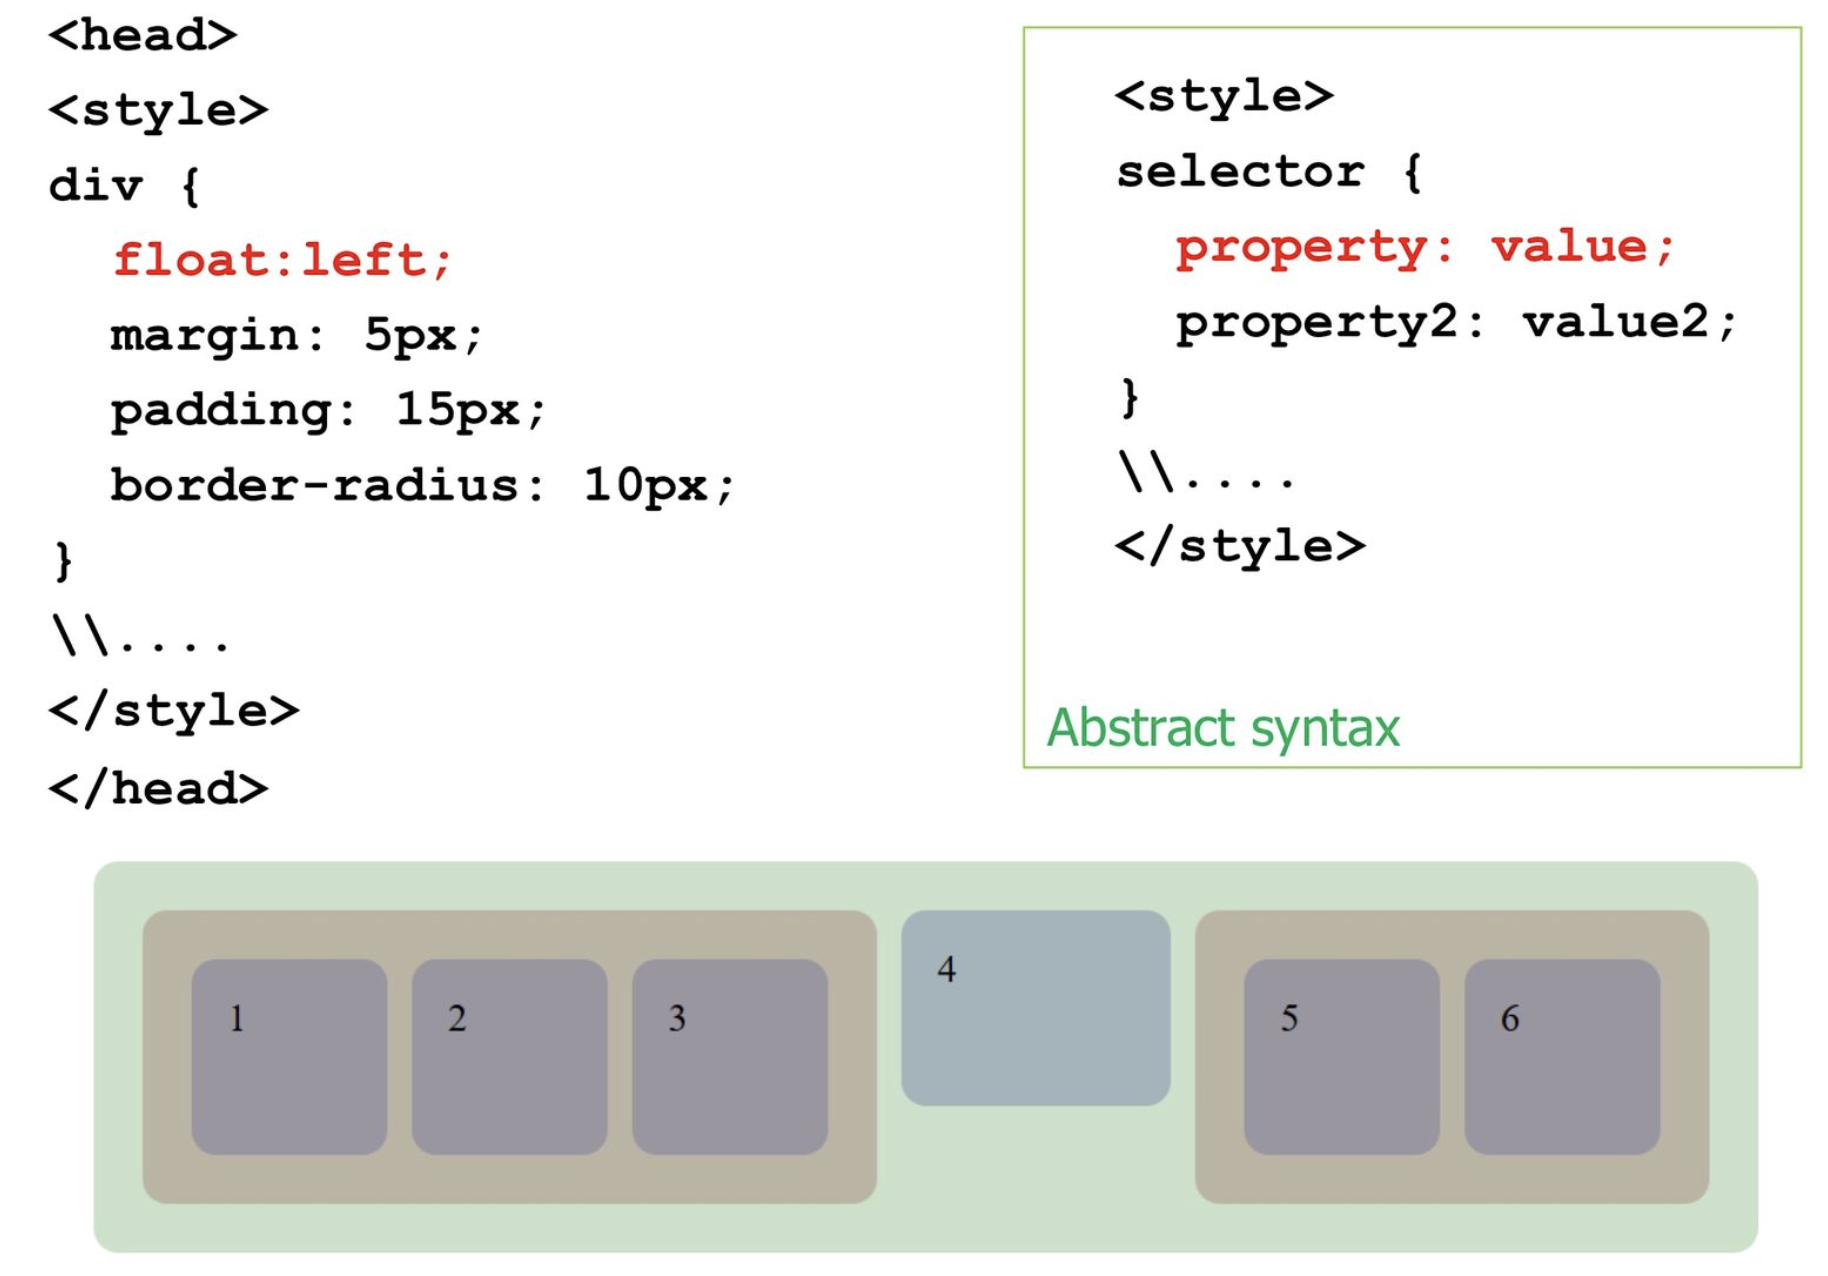 <head>
<style>
div {
float:left;
margin: 5px;
padding: 15px;
border-radius: 10px;
}
\\....
</style>
</head>
<style>
selector {
property: value;
property2: value2;
}
\\....
</style>
Abstract syntax
1
2
3
4
5
6